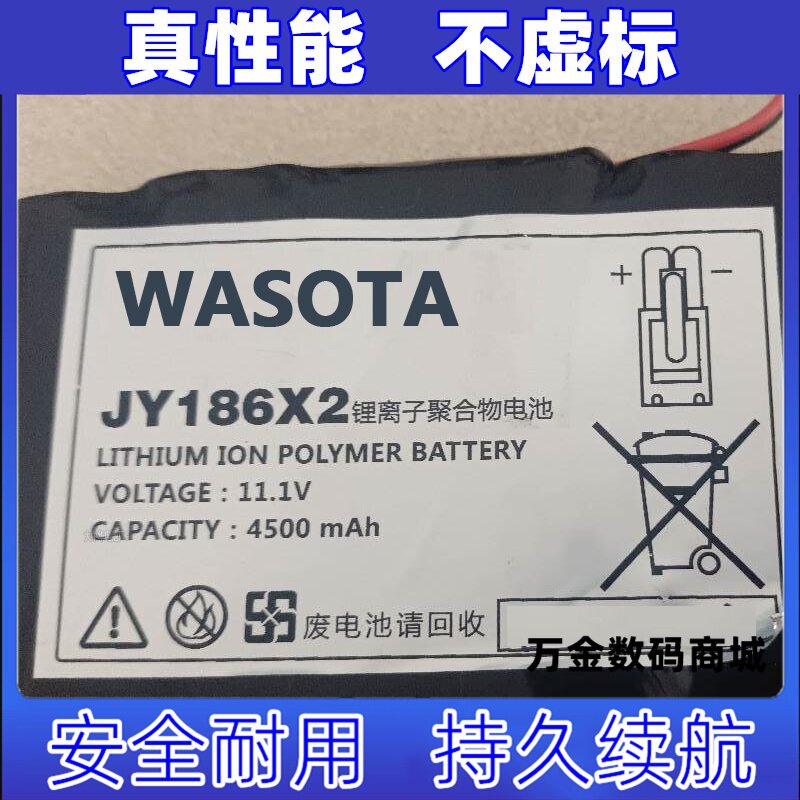 真性能 不虚标
WASOTA
JY186X2锂离子聚合物电池
LITHIUM ION POLYMER BATTERY
VOLTAGE : 11.1V
CAPACITY : 4500 mAh
废电池请回收
万金数码商城
安全耐用 持久续航
+
−